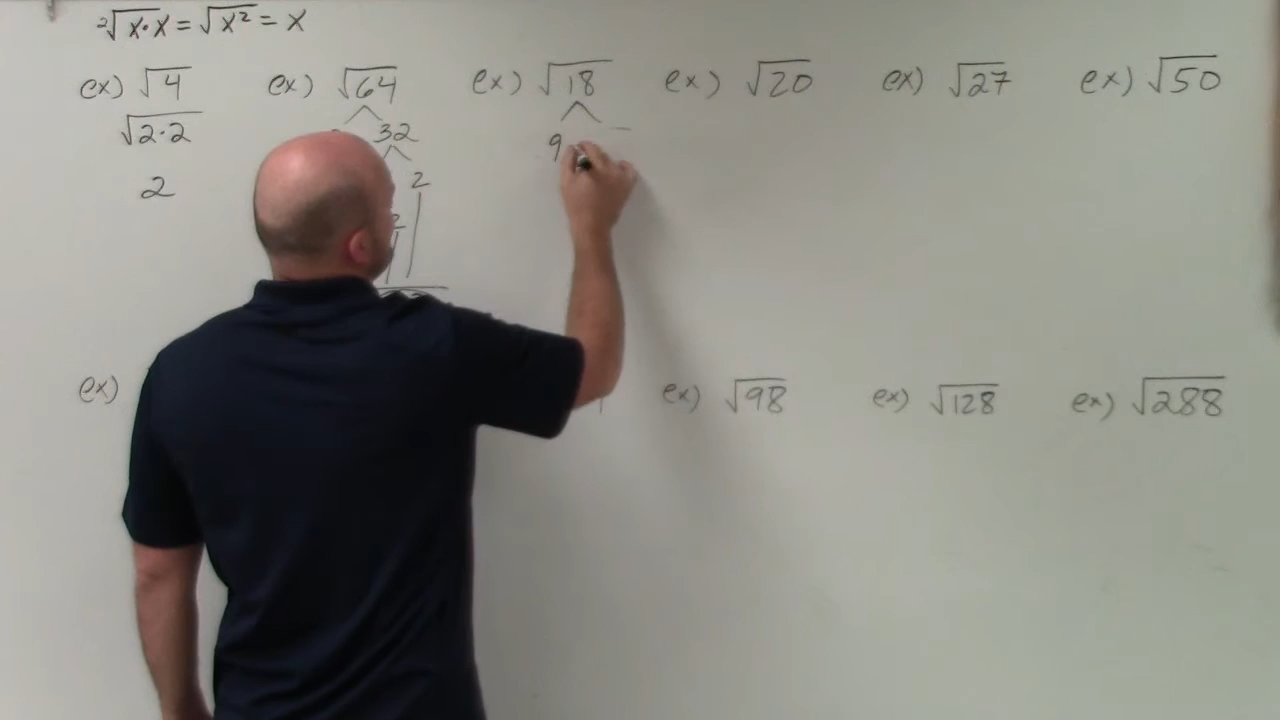 ²√x·x = √x² = x
ex) √4 ex) √64 ex) √18 ex) √20 ex) √27 ex) √50
√2·2 32 9
2 2
2
ex) ex) √98 ex) √128 ex) √288